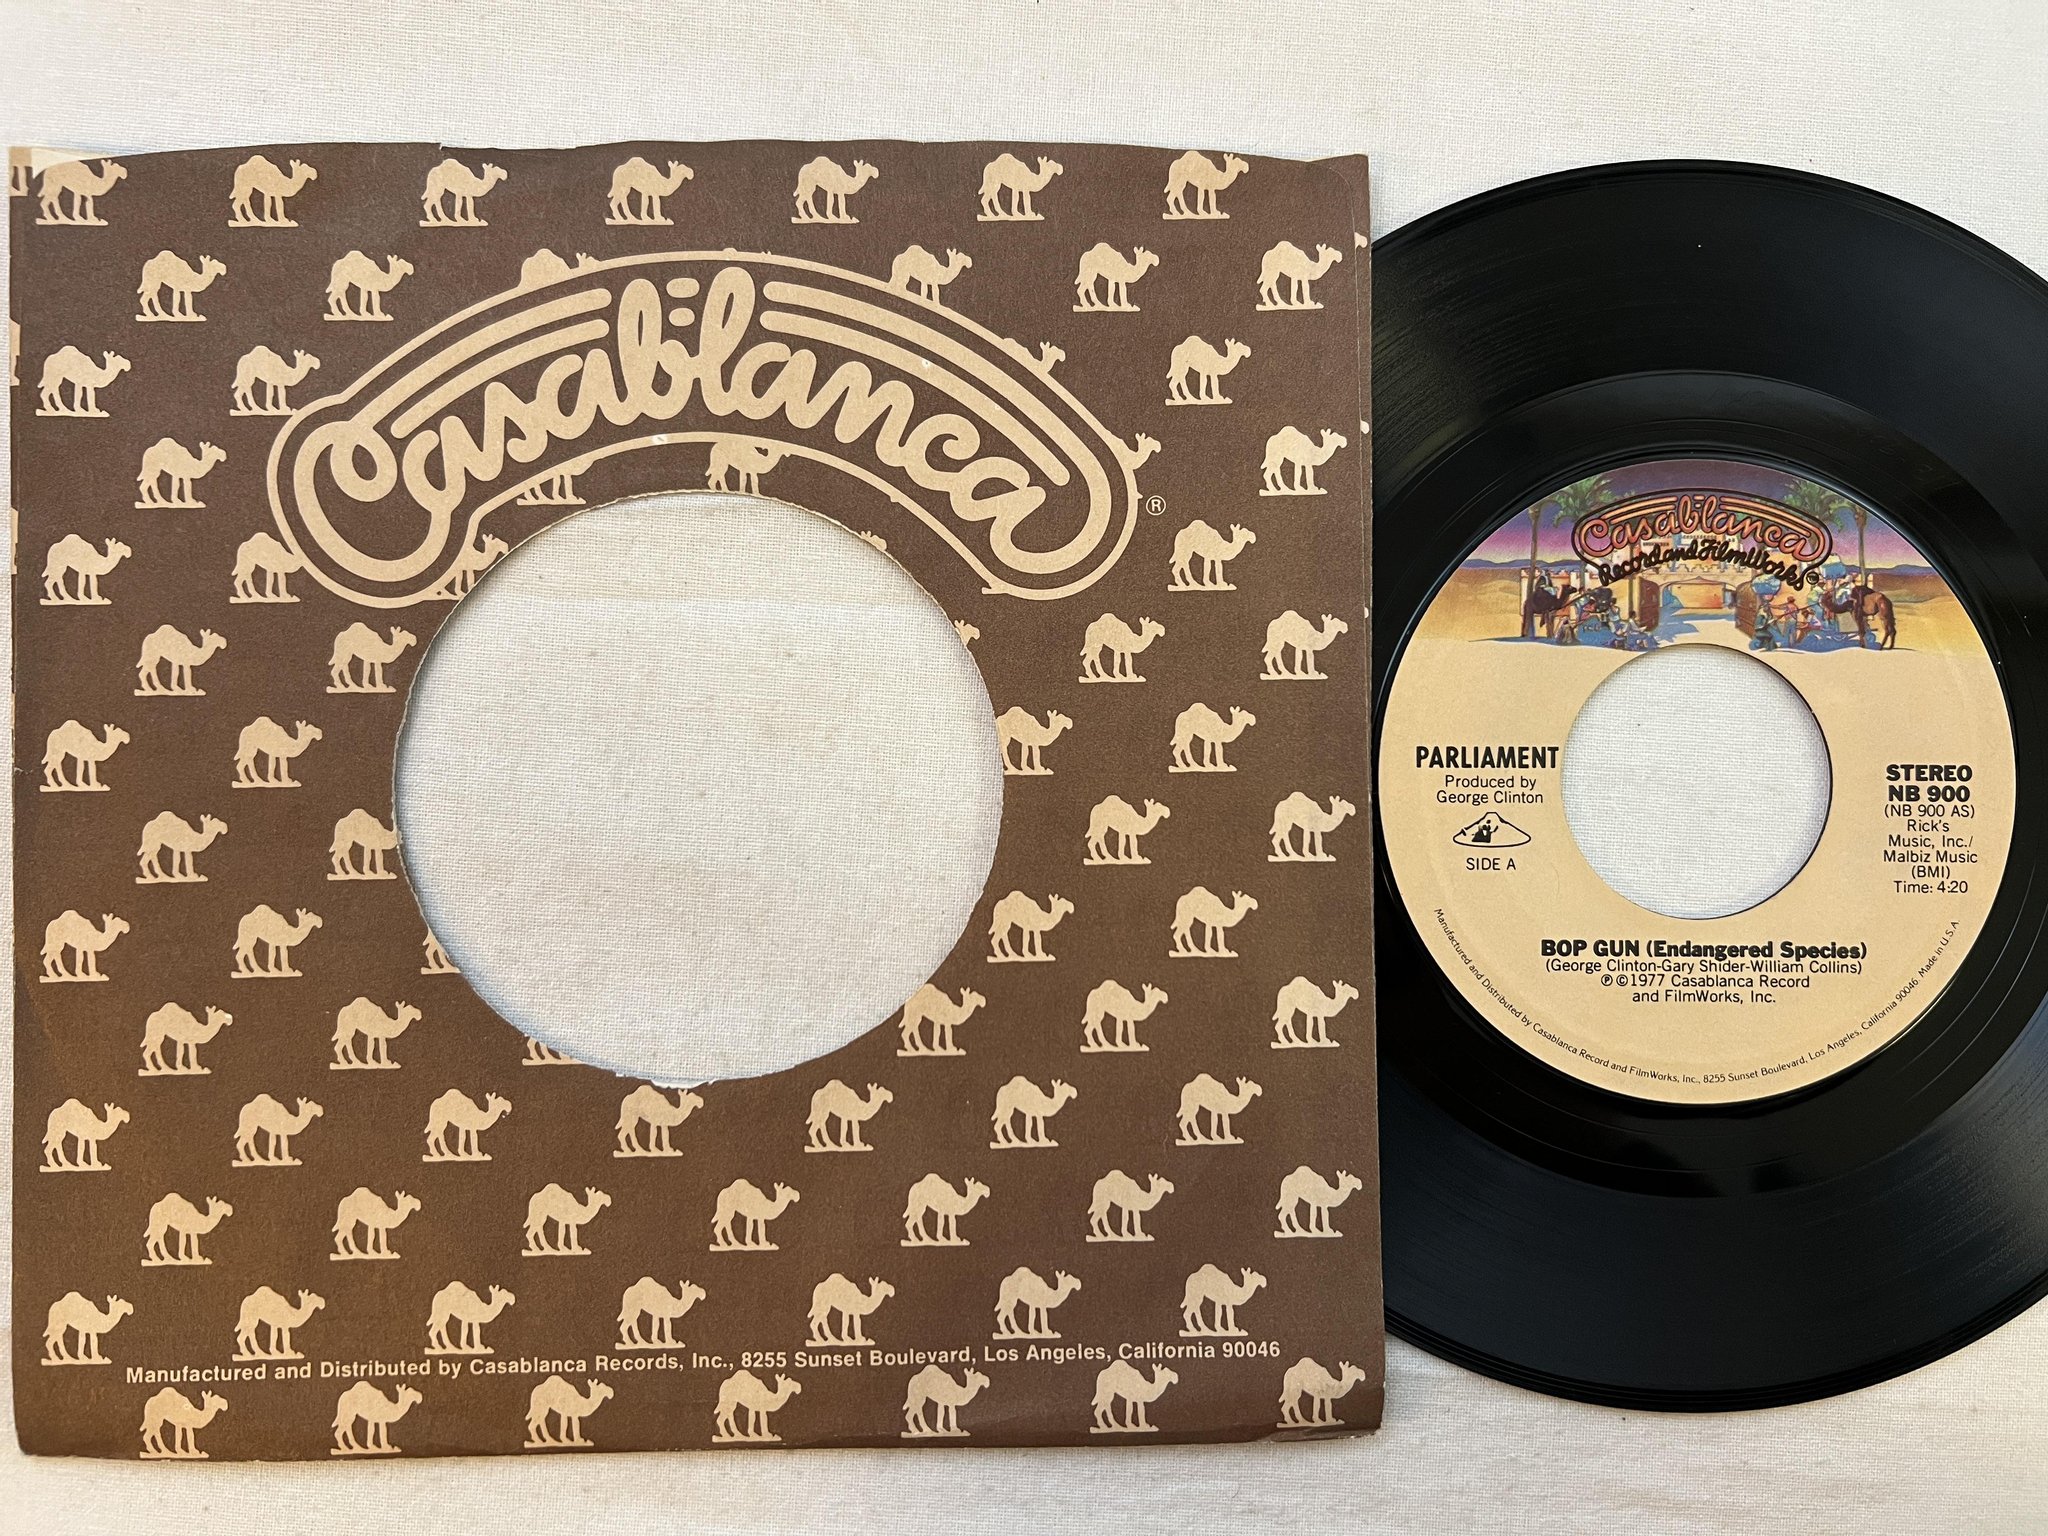 Casablanca
®
Manufactured and Distributed by Casablanca Records, Inc., 8255 Sunset Boulevard, Los Angeles, California 90046
Casablanca
Record and FilmWorks™
PARLIAMENT
Produced by
George Clinton
SIDE A
STEREO
NB 900
(NB 900 AS)
Rick's
Music, Inc./
Malbiz Music
(BMI)
Time: 4:20
BOP GUN (Endangered Species)
(George Clinton-Gary Shider-William Collins)
℗©1977 Casablanca Record
and FilmWorks, Inc.
Manufactured and Distributed by Casablanca Record and FilmWorks, Inc., 8255 Sunset Boulevard, Los Angeles, California 90046 Made in U.S.A